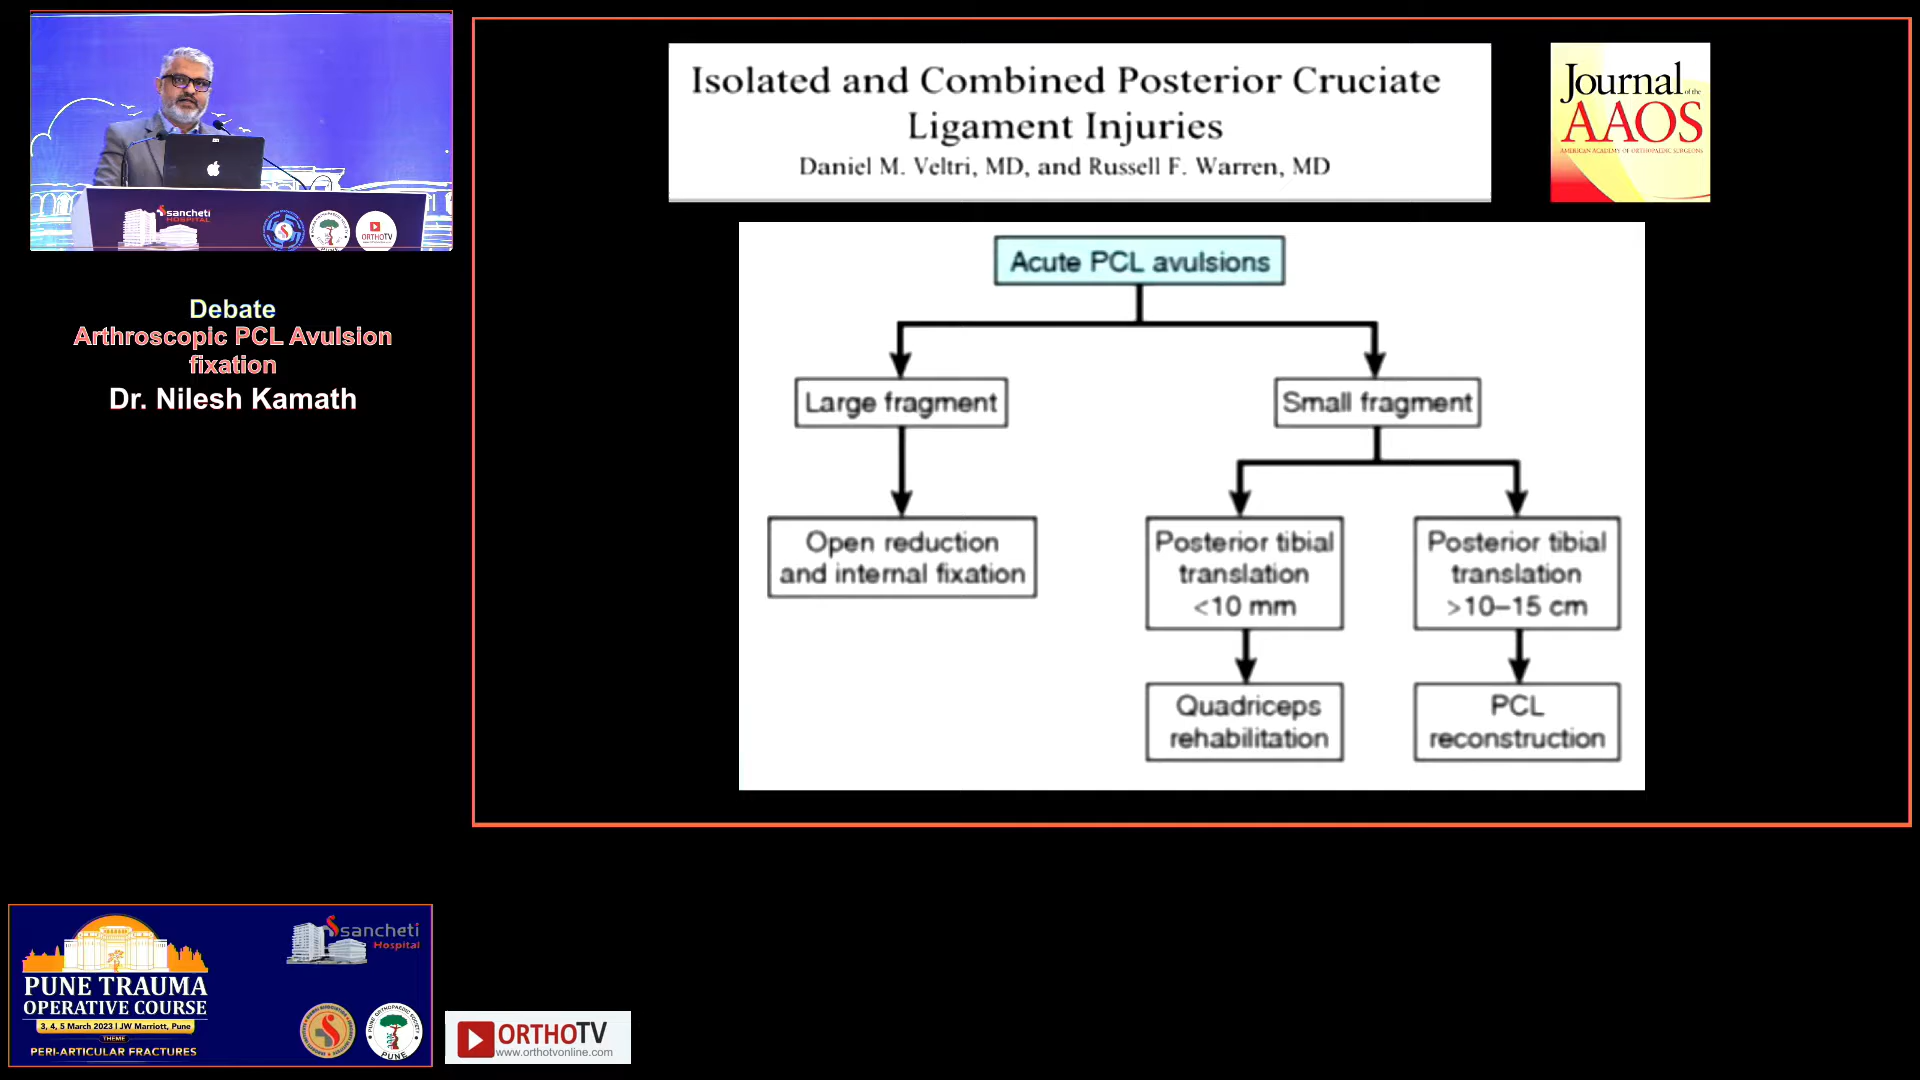 sancheti
HOSPITAL
ORTHOTV
Debate
Arthroscopic PCL Avulsion
fixation
Dr. Nilesh Kamath
Isolated and Combined Posterior Cruciate
Ligament Injuries
Daniel M. Veltri, MD, and Russell F. Warren, MD
Journal of the
AAOS
AMERICAN ACADEMY OF ORTHOPAEDIC SURGEONS
Acute PCL avulsions
Large fragment
Small fragment
Open reduction
and internal fixation
Posterior tibial
translation
<10 mm
Posterior tibial
translation
>10–15 cm
Quadriceps
rehabilitation
PCL
reconstruction
PUNE TRAUMA
OPERATIVE COURSE
3, 4, 5 March 2023 | JW Marriott, Pune
THEME
PERI-ARTICULAR FRACTURES
sancheti
Hospital
PUNE ORTHOPAEDIC SOCIETY
PUNE
ORTHOTV
www.orthotvonline.com